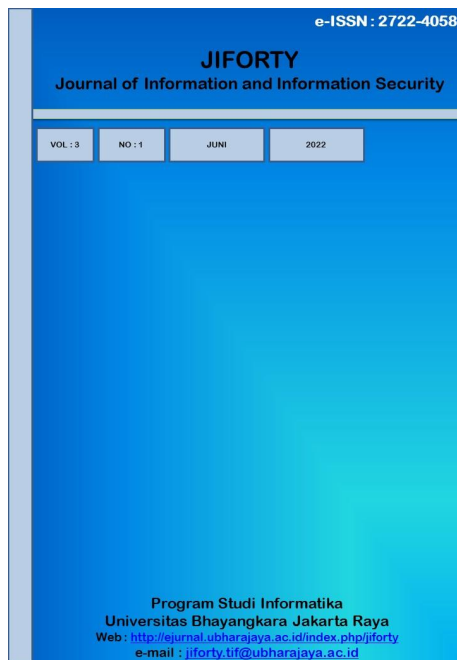 e-ISSN : 2722-4058
JIFORTY
Journal of Information and Information Security
VOL : 3
NO : 1
JUNI
2022
Program Studi Informatika
Universitas Bhayangkara Jakarta Raya
Web : http://ejurnal.ubharajaya.ac.id/index.php/jiforty
e-mail : jiforty.tif@ubharajaya.ac.id